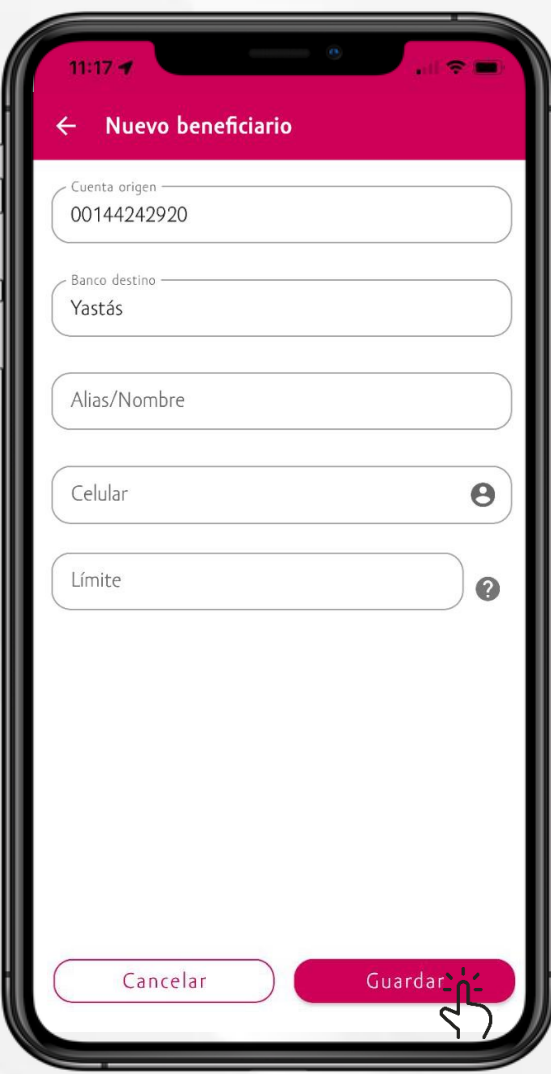 11:17
Nuevo beneficiario
Cuenta origen
00144242920
Banco destino
Yastás
Alias/Nombre
Celular
Límite
?
Cancelar
Guardar